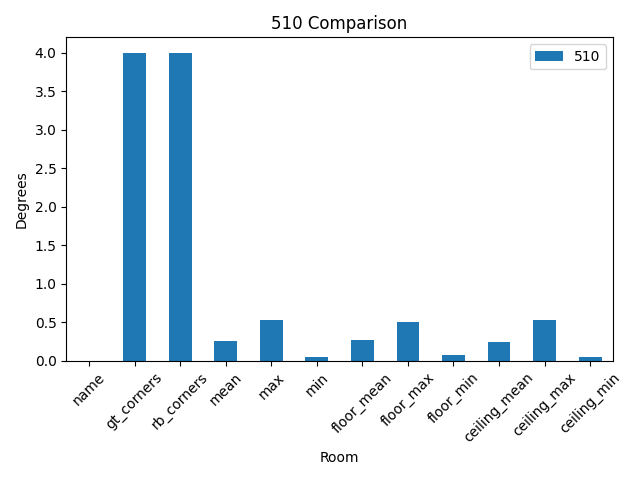 510 Comparison
510
Degrees
4.0
3.5
3.0
2.5
2.0
1.5
1.0
0.5
0.0
name
gt_corners
rb_corners
mean
max
min
floor_mean
floor_max
floor_min
ceiling_mean
ceiling_max
ceiling_min
Room